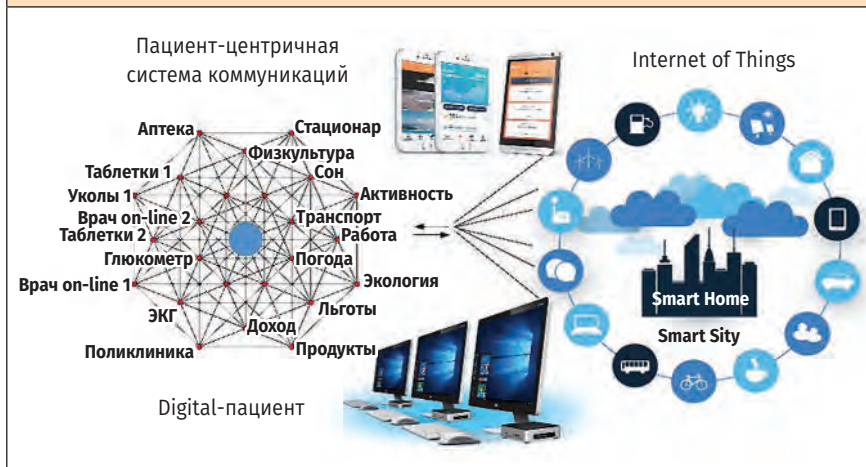 Пациент-центричная
система коммуникаций
Internet of Things
Аптека
Стационар
Физкультура
Таблетки 1
Сон
Уколы 1
Активность
Врач on-line 2
Транспорт
Таблетки 2
Работа
Глюкометр
Погода
Врач on-line 1
Экология
ЭКГ
Льготы
Доход
Поликлиника
Продукты
Digital-пациент
Smart Home
Smart Sity